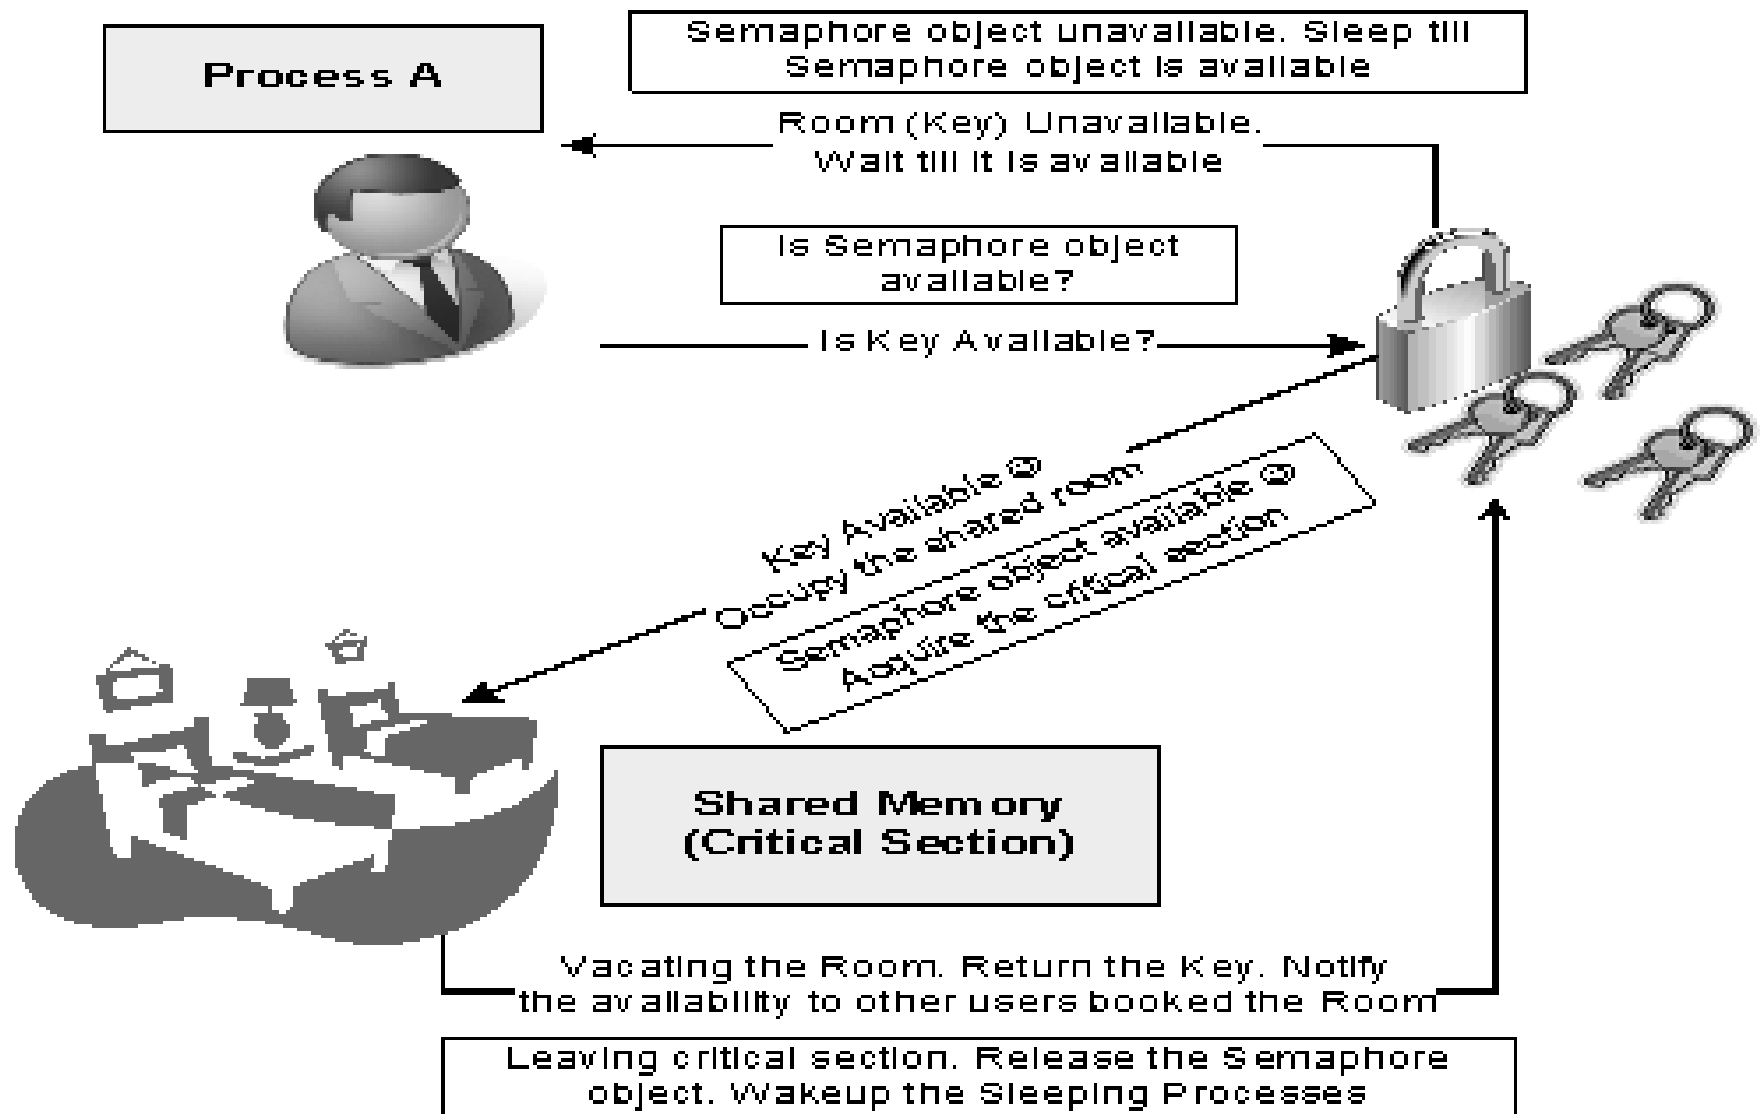 Process A
Semaphore object unavailable. Sleep till
Semaphore object is available
Room (Key) Unavailable.
Wait till it is available
Is Semaphore object
available?
Is Key Available?
Key Available ☺
Occupy the shared room
Semaphore object available ☺
Acquire the critical section
Shared Memory
(Critical Section)
Vacating the Room. Return the Key. Notify
the availability to other users booked the Room
Leaving critical section. Release the Semaphore
object. Wakeup the Sleeping Processes